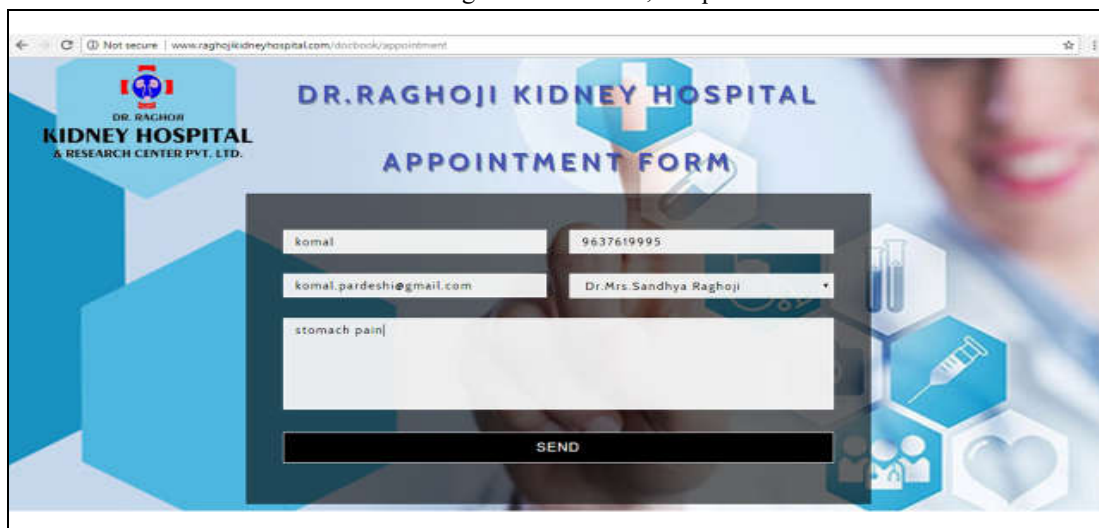 Not secure | www.raghojikidneyhospital.com/docbook/appointment
DR. RAGHOJI
KIDNEY HOSPITAL
& RESEARCH CENTER PVT. LTD.
DR.RAGHOJI KIDNEY HOSPITAL
APPOINTMENT FORM
komal
9637619995
komal.pardeshi@gmail.com
Dr.Mrs.Sandhya Raghoji
stomach pain
SEND